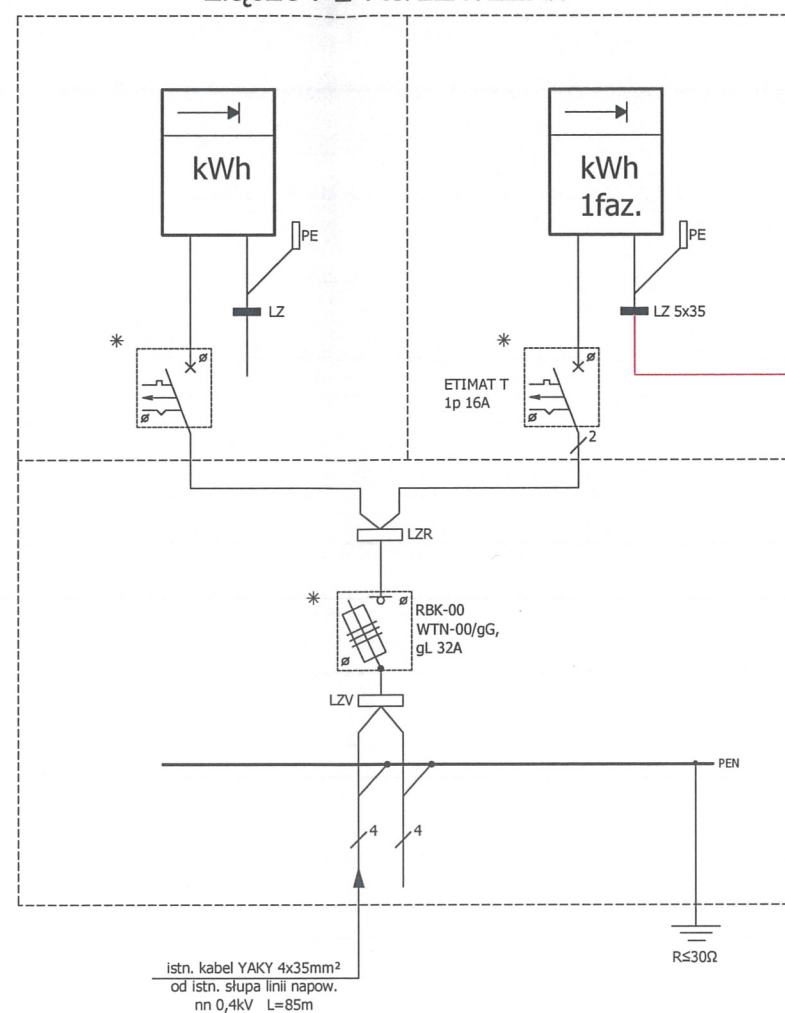 kWh
kWh
1faz.
PE
PE
LZ
LZ 5x35
*
*
ETIMAT T
1p 16A
2
LZR
*
RBK-00
WTN-00/gG,
gL 32A
LZV
PEN
4
4
R≤30Ω
istn. kabel YAKY 4x35mm²
od istn. słupa linii napow.
nn 0,4kV L=85m